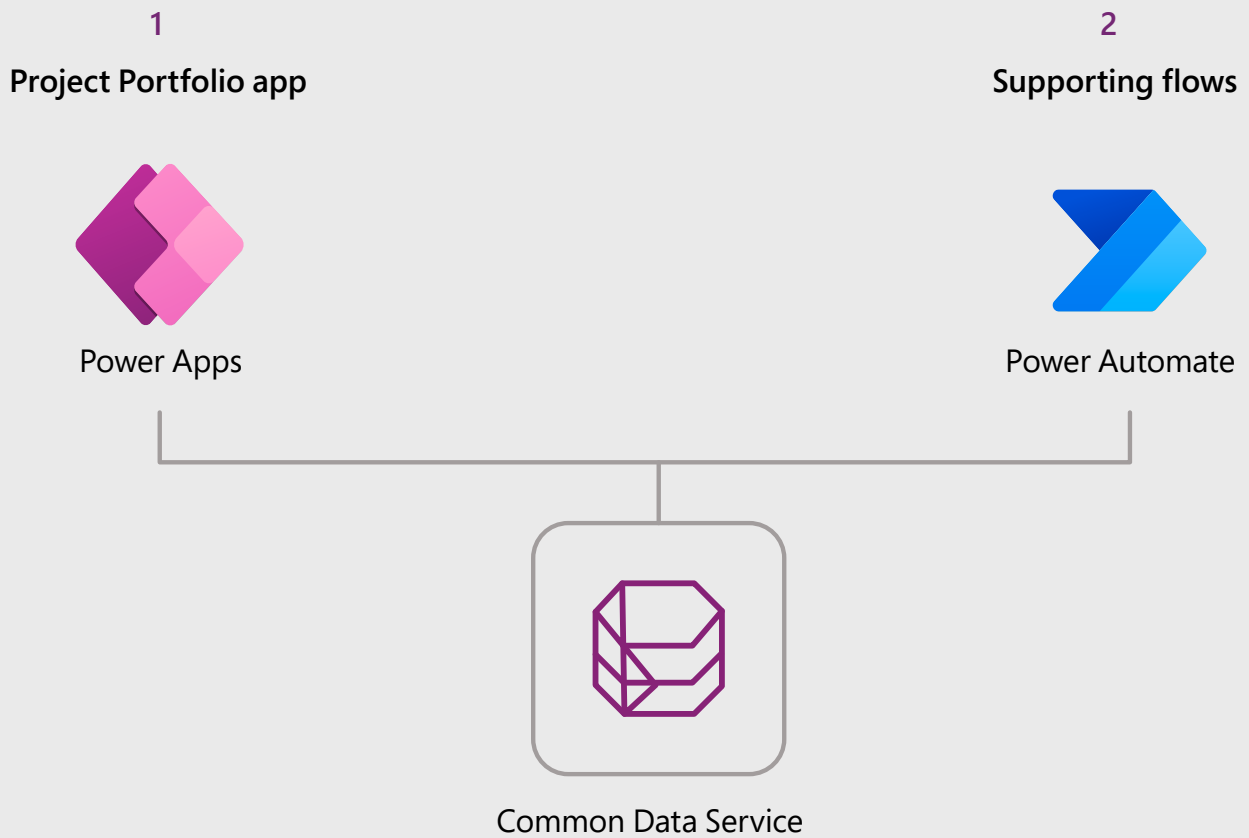 1
Project Portfolio app
Power Apps
2
Supporting flows
Power Automate
Common Data Service